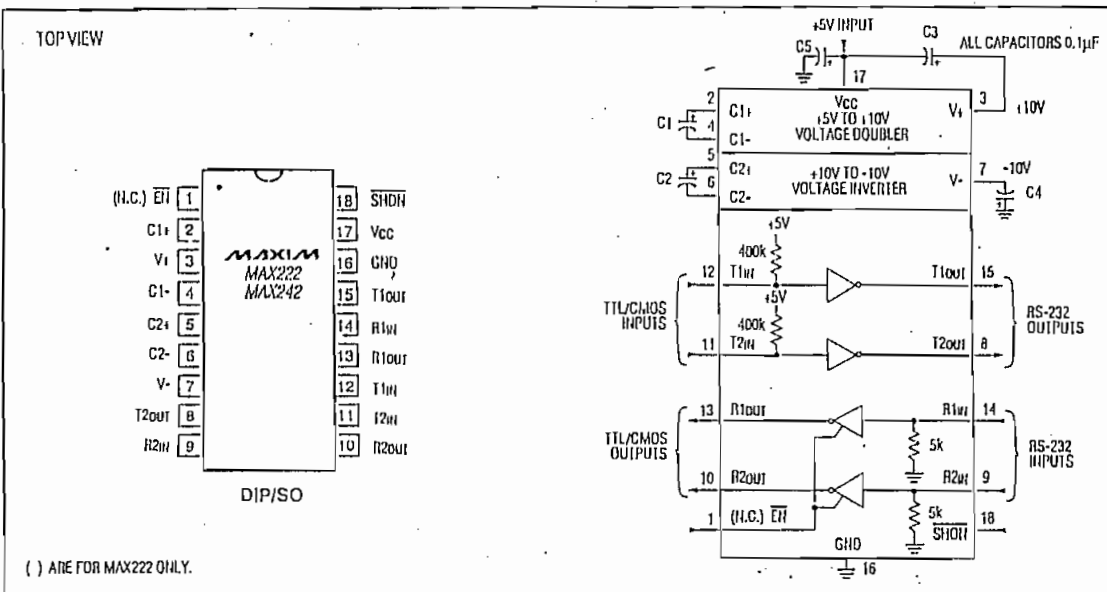 TOP VIEW
(N.C.) EN 1
C1+ 2
V+ 3
C1- 4
C2+ 5
C2- 6
V- 7
T2OUT 8
R2IN 9
18 SHDN
17 VCC
16 GND
15 T1OUT
14 R1IN
13 R1OUT
12 T1IN
11 T2IN
10 R2OUT
MAXIM
MAX222
MAX242
DIP/SO
( ) ARE FOR MAX222 ONLY.
+5V INPUT
C5
C3
ALL CAPACITORS 0.1µF
17
2
C1+
C1
4
C1-
VCC
+5V TO +10V
VOLTAGE DOUBLER
V+
3
+10V
5
C2+
C2
6
C2-
+10V TO -10V
VOLTAGE INVERTER
V-
7
-10V
C4
+5V
400k
12
T1IN
T1OUT
15
+5V
TTL/CMOS
INPUTS
400k
RS-232
OUTPUTS
11
T2IN
T2OUT
8
13
R1OUT
R1IN
14
TTL/CMOS
OUTPUTS
5k
RS-232
INPUTS
10
R2OUT
R2IN
9
5k
1
(N.C.) EN
SHDN
18
GND
16